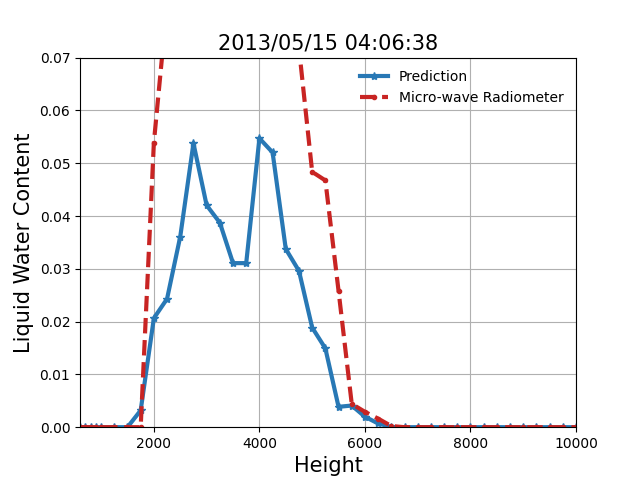 2013/05/15 04:06:38
Liquid Water Content
0.07
0.06
0.05
0.04
0.03
0.02
0.01
0.00
Prediction
Micro-wave Radiometer
2000 4000 6000 8000 10000
Height